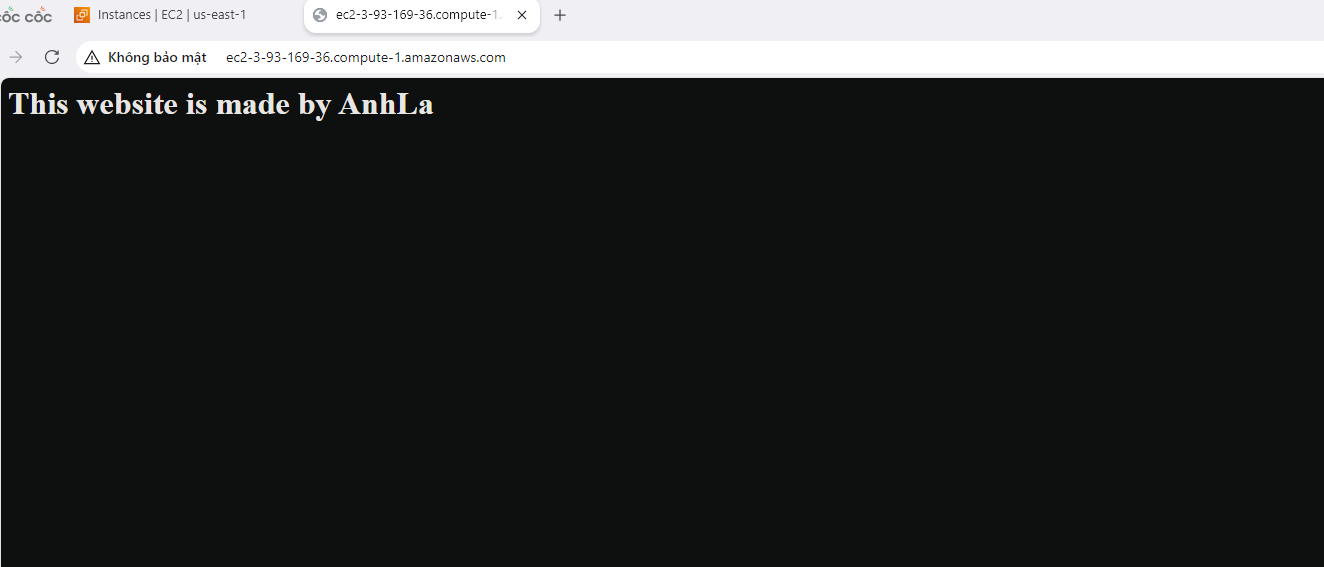 cốc cốc
Instances | EC2 | us-east-1
ec2-3-93-169-36.compute-1.
Không bảo mật
ec2-3-93-169-36.compute-1.amazonaws.com
This website is made by AnhLa